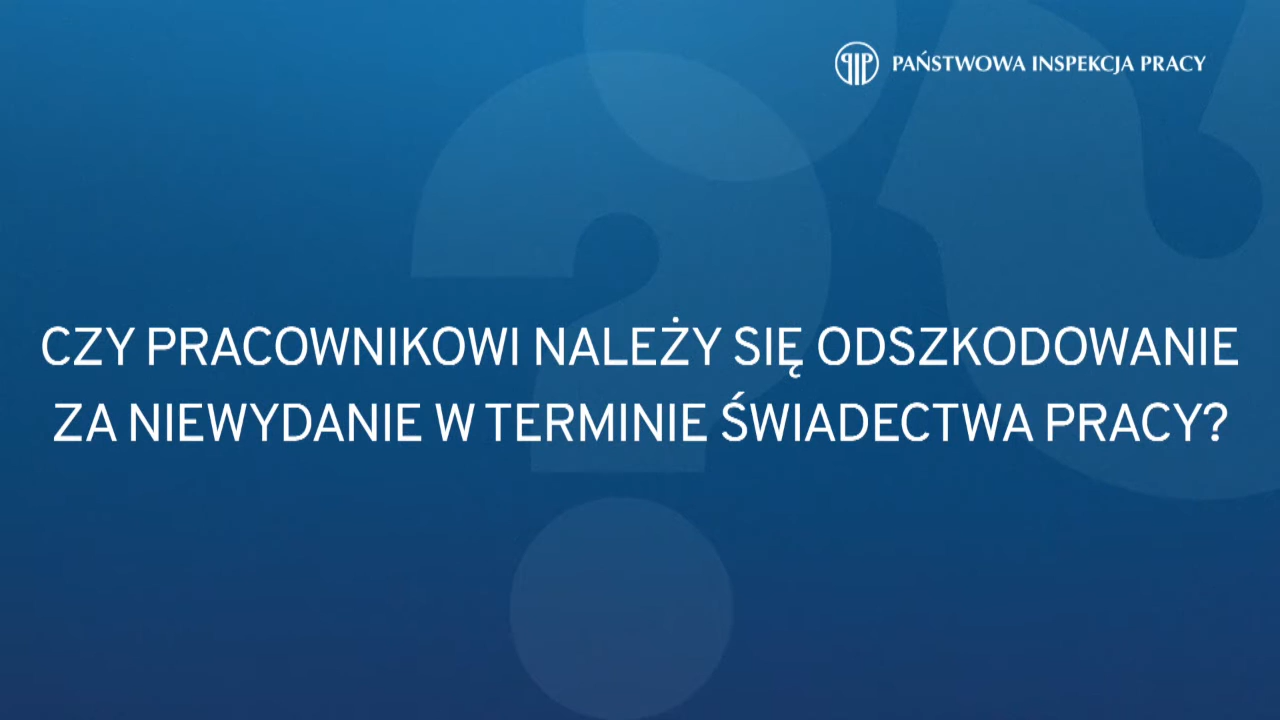 PAŃSTWOWA INSPEKCJA PRACY
CZY PRACOWNIKOWI NALEŻY SIĘ ODSZKODOWANIE
ZA NIEWYDANIE W TERMINIE ŚWIADECTWA PRACY?